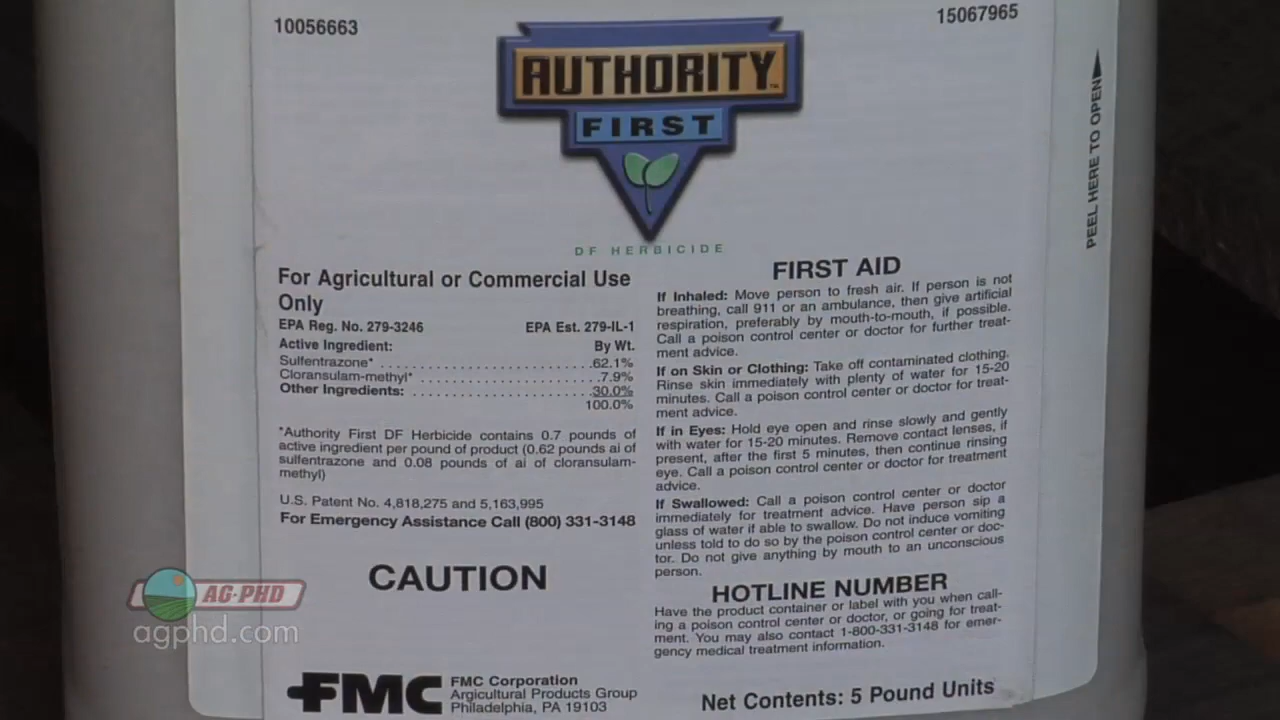 10056663
15067965
AUTHORITY™
FIRST
DF HERBICIDE
PEEL HERE TO OPEN
For Agricultural or Commercial Use
Only
EPA Reg. No. 279-3246 EPA Est. 279-IL-1
Active Ingredient: By Wt.
Sulfentrazone* ..............................62.1%
Cloransulam-methyl* ..............................7.9%
Other Ingredients: ..............................30.0%
100.0%
*Authority First DF Herbicide contains 0.7 pounds of
active ingredient per pound of product (0.62 pounds ai of
sulfentrazone and 0.08 pounds of ai of cloransulam-
methyl)
U.S. Patent No. 4,818,275 and 5,163,995
For Emergency Assistance Call (800) 331-3148
CAUTION
FMC
FMC Corporation
Argicultural Products Group
Philadelphia, PA 19103
FIRST AID
If Inhaled: Move person to fresh air. If person is not
breathing, call 911 or an ambulance, then give artificial
respiration, preferably by mouth-to-mouth, if possible.
Call a poison control center or doctor for further treat-
ment advice.
If on Skin or Clothing: Take off contaminated clothing.
Rinse skin immediately with plenty of water for 15-20
minutes. Call a poison control center or doctor for treat-
ment advice.
If in Eyes: Hold eye open and rinse slowly and gently
with water for 15-20 minutes. Remove contact lenses, if
present, after the first 5 minutes, then continue rinsing
eye. Call a poison control center or doctor for treatment
advice.
If Swallowed: Call a poison control center or doctor
immediately for treatment advice. Have person sip a
glass of water if able to swallow. Do not induce vomiting
unless told to do so by the poison control center or doc-
tor. Do not give anything by mouth to an unconscious
person.
HOTLINE NUMBER
Have the product container or label with you when call-
ing a poison control center or doctor, or going for treat-
ment. You may also contact 1-800-331-3148 for emer-
gency medical treatment information.
Net Contents: 5 Pound Units
AG-PHD
agphd.com